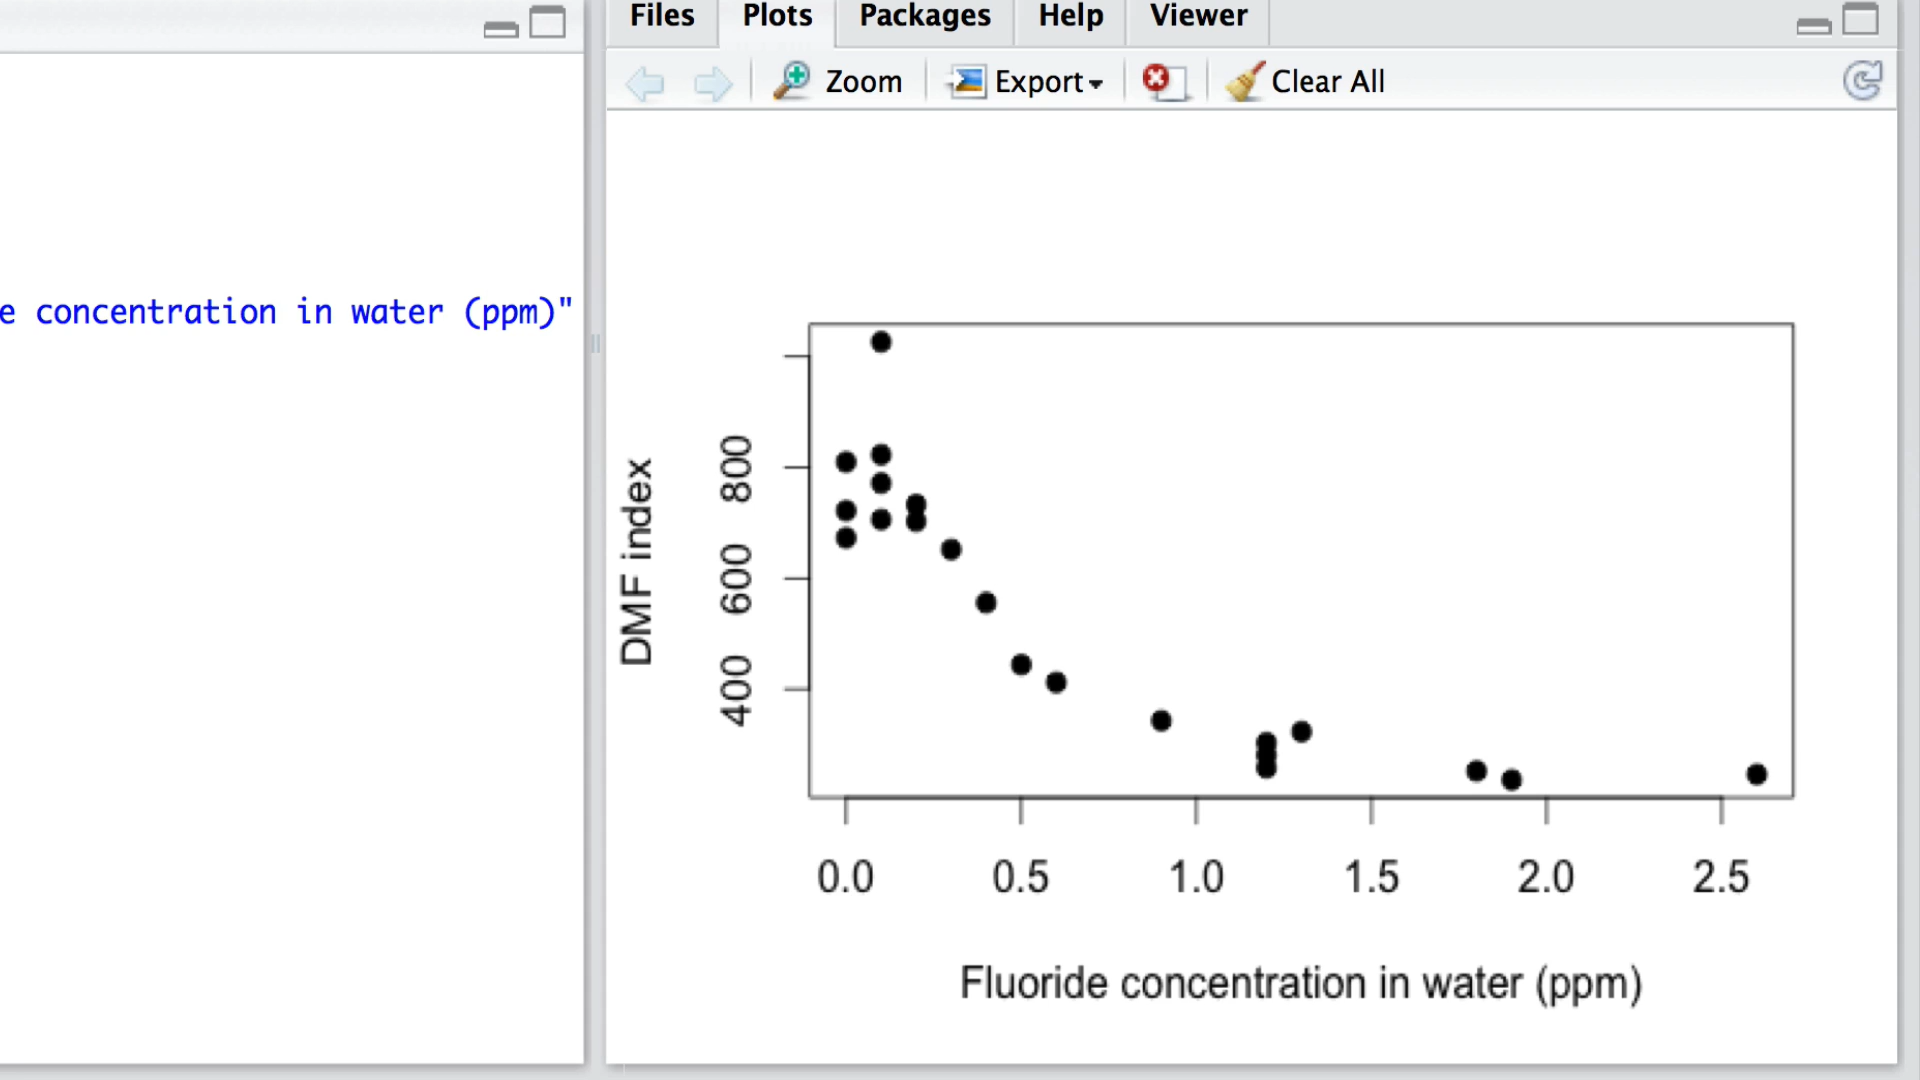 Files Plots Packages Help Viewer
Zoom Export Clear All
e concentration in water (ppm)"
DMF index
800
600
400
0.0 0.5 1.0 1.5 2.0 2.5
Fluoride concentration in water (ppm)